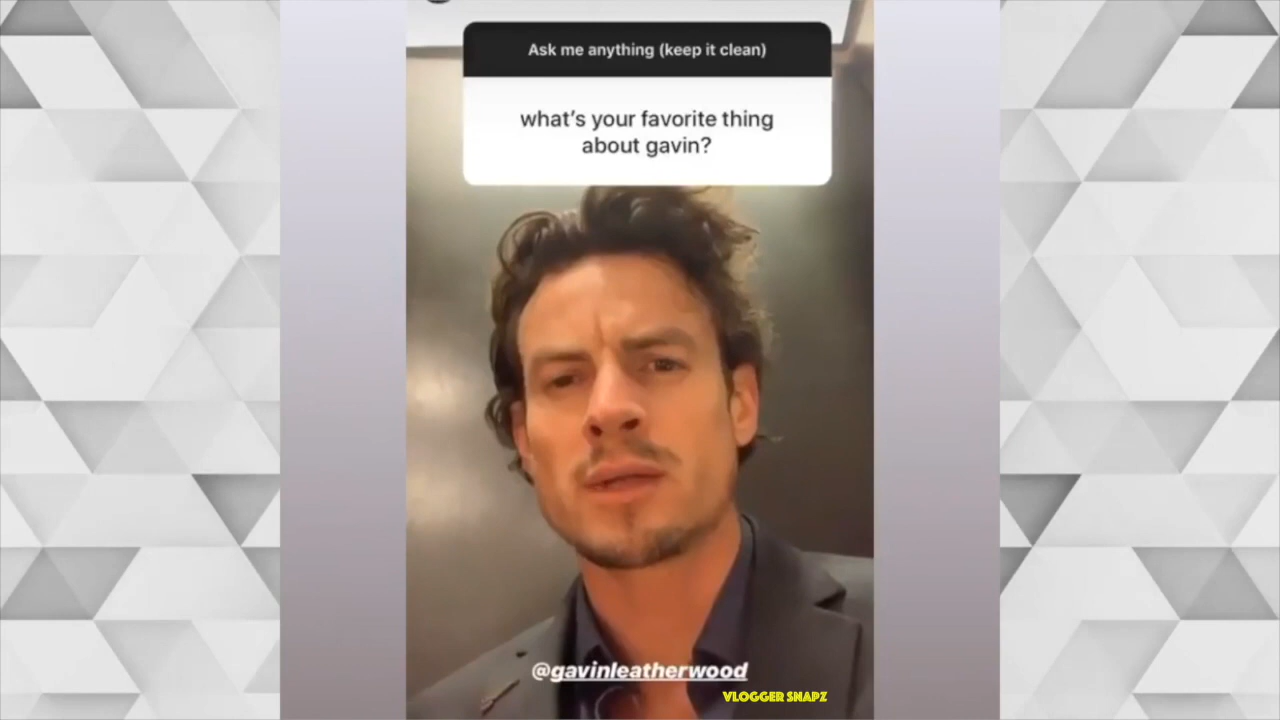 Ask me anything (keep it clean)
what's your favorite thing
about gavin?
@gavinleatherwood
VLOGGER SNAPZ